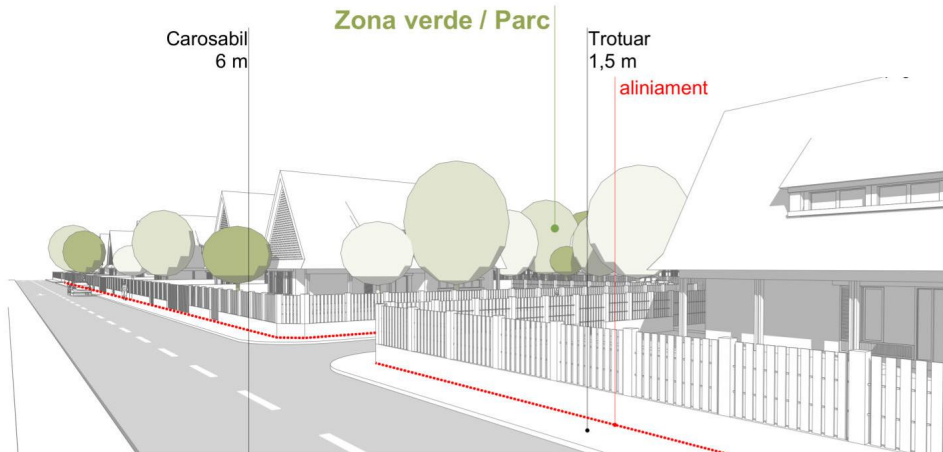 Zona verde / Parc
Carosabil
6 m
Trotuar
1,5 m
aliniament